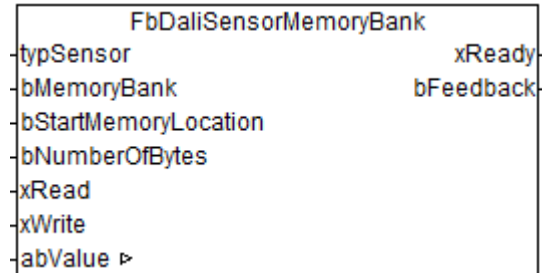 FbDaliSensorMemoryBank
typSensor xReady
bMemoryBank bFeedback
bStartMemoryLocation
bNumberOfBytes
xRead
xWrite
abValue ▹